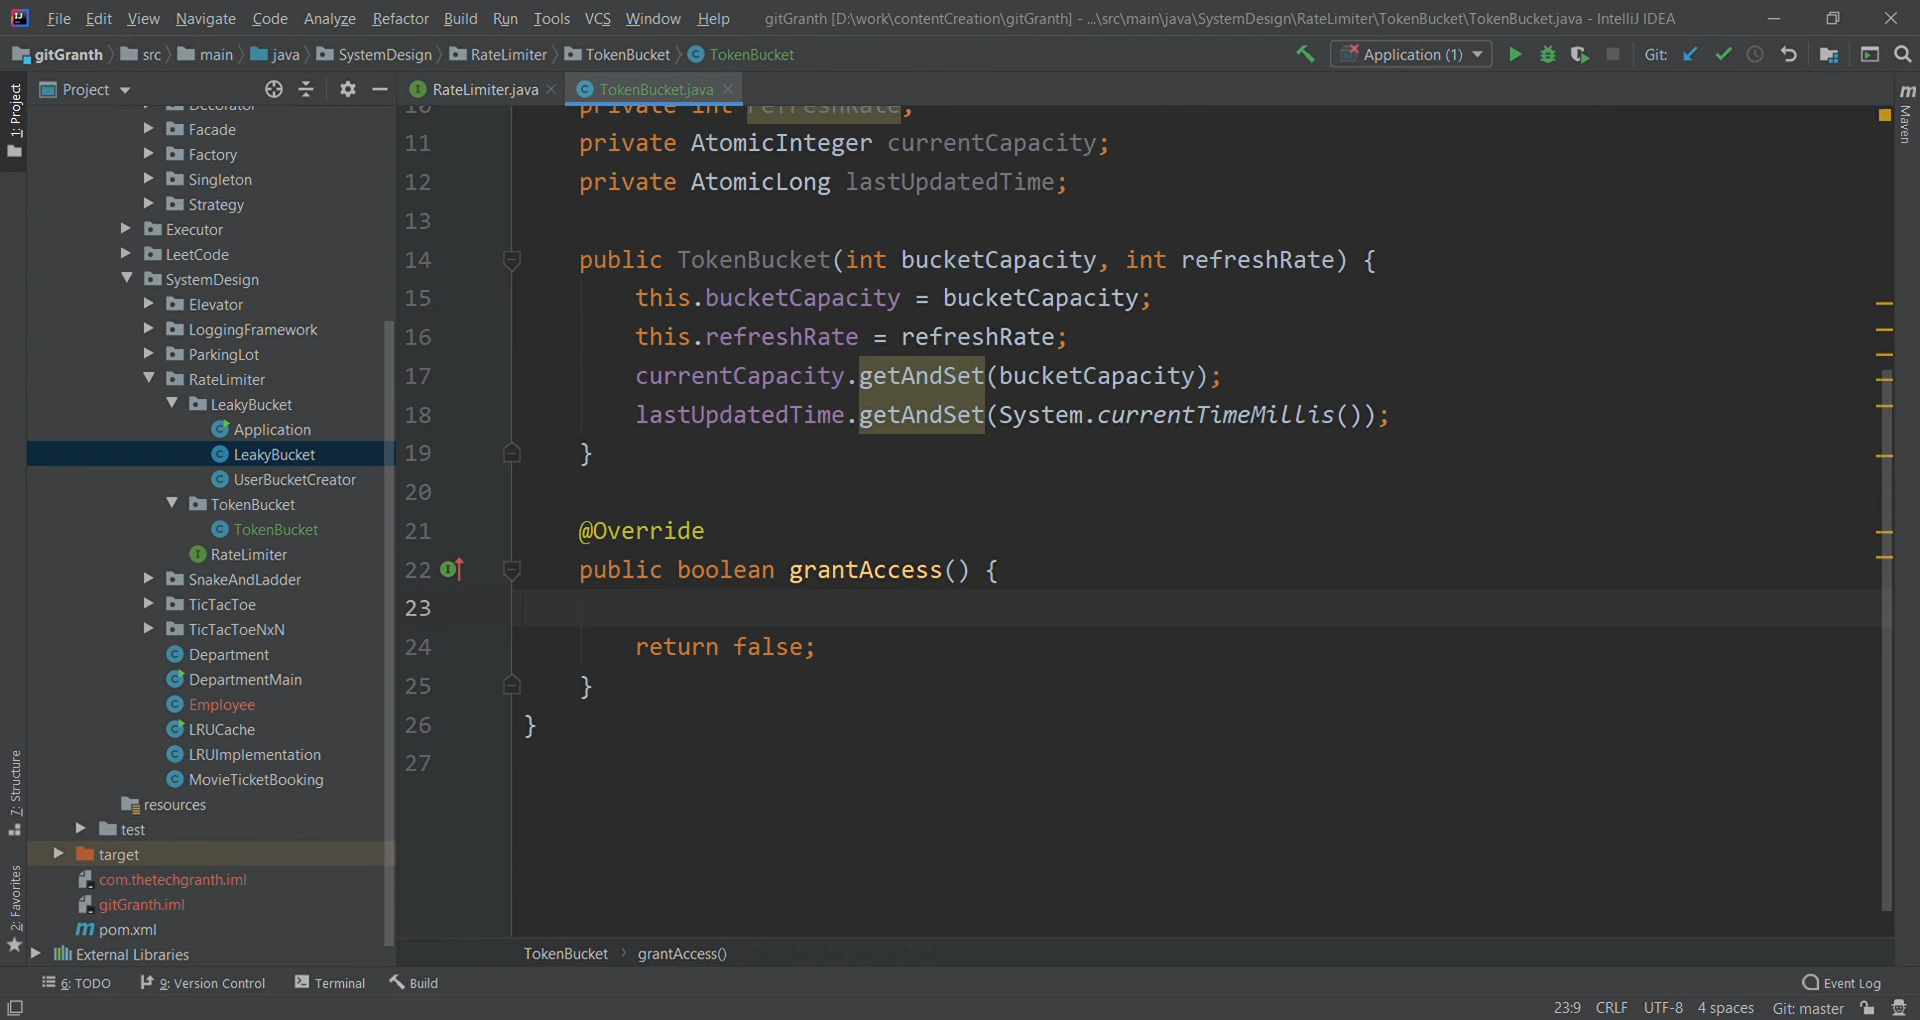 File Edit View Navigate Code Analyze Refactor Build Run Tools VCS Window Help gitGranth [D:\work\contentCreation\gitGranth] - ...\src\main\java\SystemDesign\RateLimiter\TokenBucket\TokenBucket.java - IntelliJ IDEA
gitGranth src main java SystemDesign RateLimiter TokenBucket TokenBucket Application (1) Git:
Project RateLimiter.java TokenBucket.java
1: Project
Maven
Decorator
Facade
Factory
Singleton
Strategy
Executor
LeetCode
SystemDesign
Elevator
LoggingFramework
ParkingLot
RateLimiter
LeakyBucket
Application
LeakyBucket
UserBucketCreator
TokenBucket
TokenBucket
RateLimiter
SnakeAndLadder
TicTacToe
TicTacToeNxN
Department
DepartmentMain
Employee
LRUCache
LRUImplementation
MovieTicketBooking
resources
test
target
com.thetechgranth.iml
gitGranth.iml
pom.xml
External Libraries
7: Structure
2: Favorites
10 private int refreshRate;
11 private AtomicInteger currentCapacity;
12 private AtomicLong lastUpdatedTime;
13
14 public TokenBucket(int bucketCapacity, int refreshRate) {
15 this.bucketCapacity = bucketCapacity;
16 this.refreshRate = refreshRate;
17 currentCapacity.getAndSet(bucketCapacity);
18 lastUpdatedTime.getAndSet(System.currentTimeMillis());
19 }
20
21 @Override
22 public boolean grantAccess() {
23
24 return false;
25 }
26 }
27
TokenBucket grantAccess()
6: TODO 9: Version Control Terminal Build Event Log
23:9 CRLF UTF-8 4 spaces Git: master